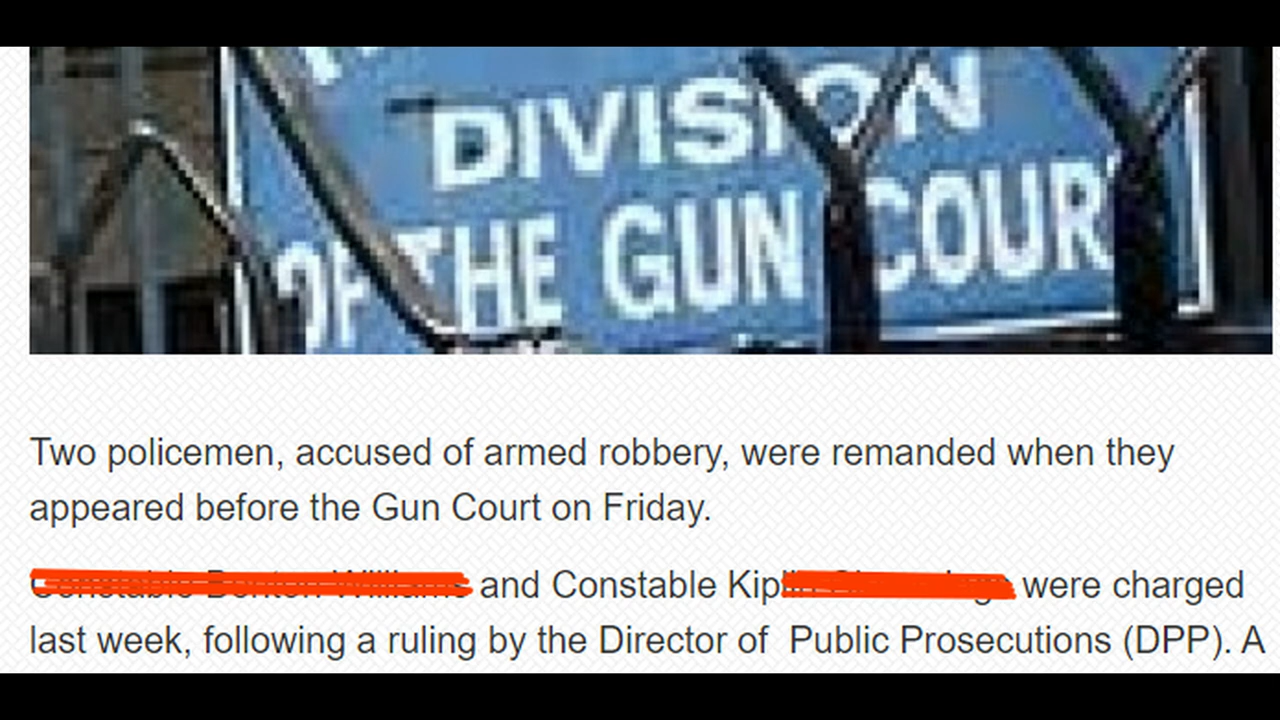 DIVISION
OF THE GUN COUR
Two policemen, accused of armed robbery, were remanded when they
appeared before the Gun Court on Friday.
and Constable were charged
last week, following a ruling by the Director of Public Prosecutions (DPP). A